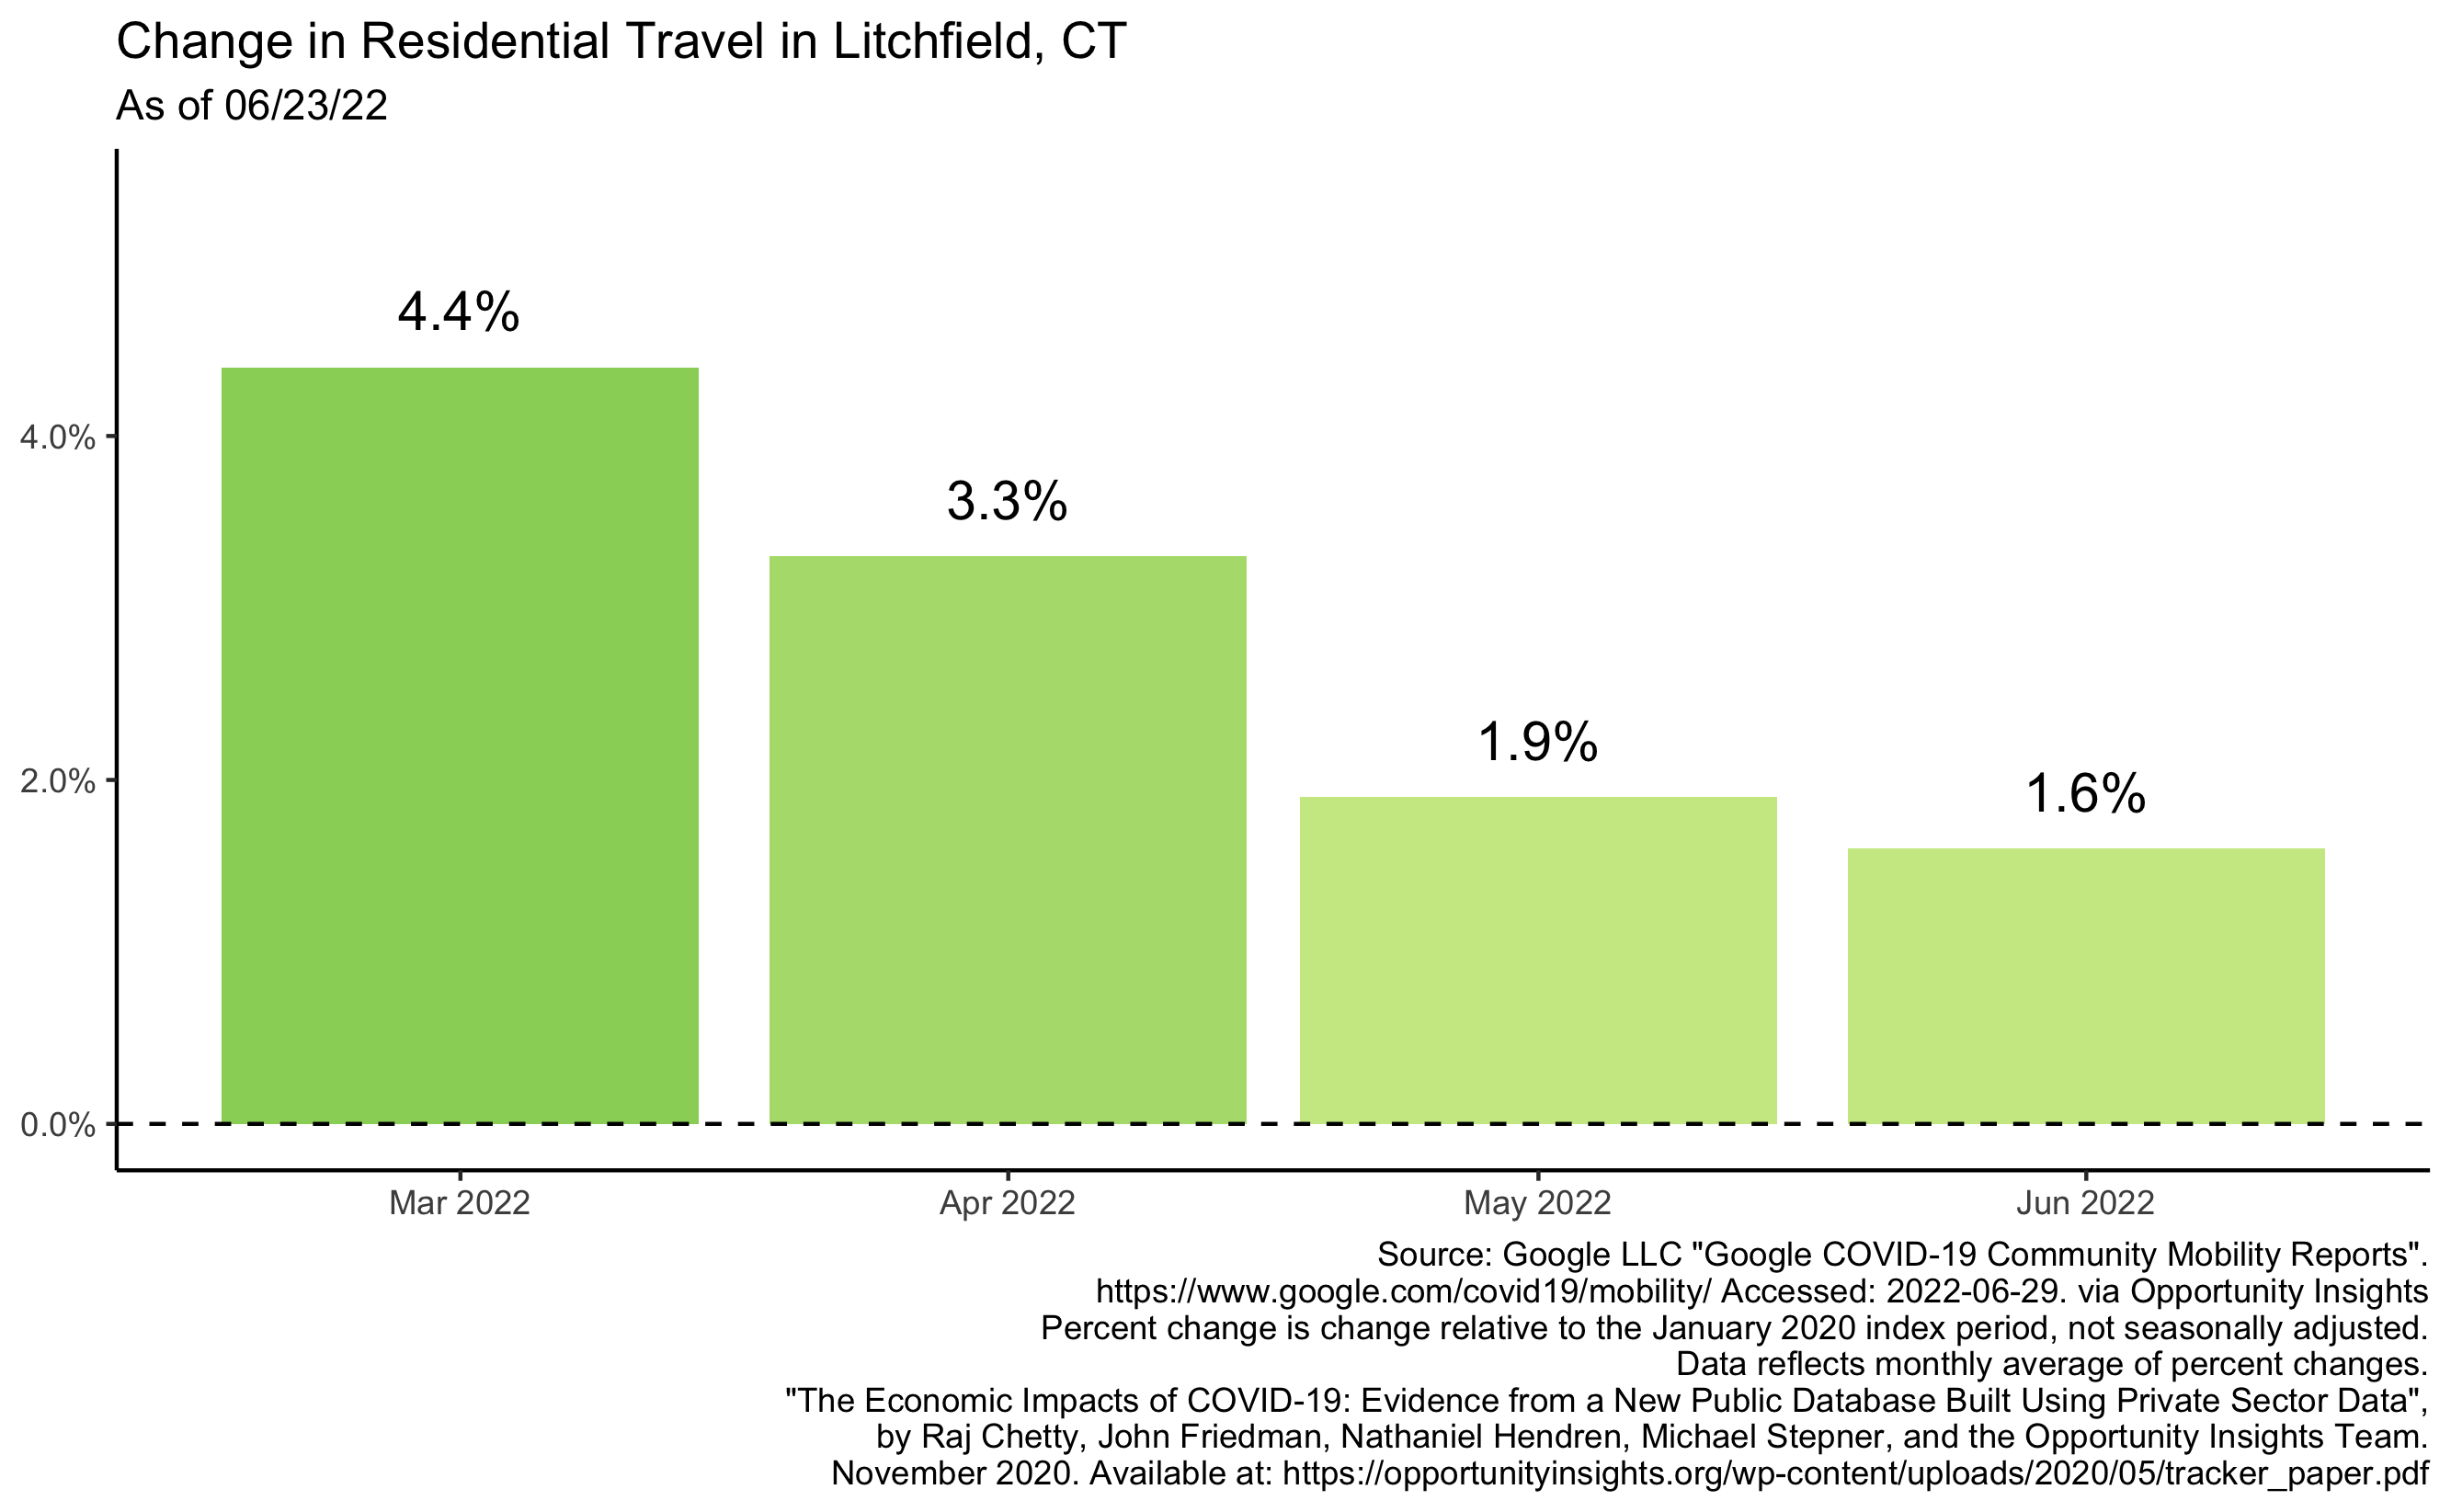 Change in Residential Travel in Litchfield, CT
As of 06/23/22
4.4%
3.3%
1.9%
1.6%
4.0%
2.0%
0.0%
Mar 2022
Apr 2022
May 2022
Jun 2022
Source: Google LLC "Google COVID-19 Community Mobility Reports".
https://www.google.com/covid19/mobility/ Accessed: 2022-06-29. via Opportunity Insights
Percent change is change relative to the January 2020 index period, not seasonally adjusted.
Data reflects monthly average of percent changes.
"The Economic Impacts of COVID-19: Evidence from a New Public Database Built Using Private Sector Data",
by Raj Chetty, John Friedman, Nathaniel Hendren, Michael Stepner, and the Opportunity Insights Team.
November 2020. Available at: https://opportunityinsights.org/wp-content/uploads/2020/05/tracker_paper.pdf